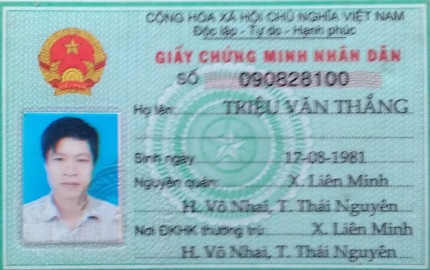 CỘNG HÒA XÃ HỘI CHỦ NGHĨA VIỆT NAM
Độc lập - Tự do - Hạnh phúc
GIẤY CHỨNG MINH NHÂN DÂN
SỐ 090828100
Họ tên: TRIỆU VĂN THẮNG
Sinh ngày 17-08-1981
Nguyên quán: X. Liên Minh
H. Võ Nhai, T. Thái Nguyên
Nơi ĐKHK thường trú: X. Liên Minh
H. Võ Nhai, T. Thái Nguyên